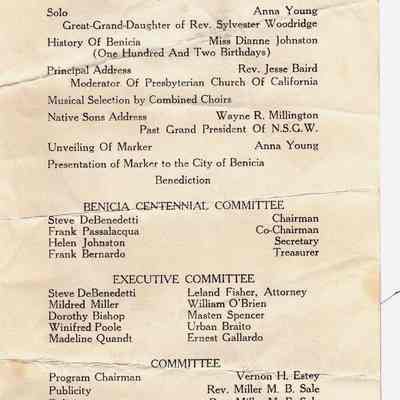 Solo Anna Young
Great-Grand-Daughter of Rev. Sylvester Woodridge
History Of Benicia Miss Dianne Johnston
(One Hundred And Two Birthdays)
Principal Address Rev. Jesse Baird
Moderator Of Presbyterian Church Of California
Musical Selection by Combined Choirs
Native Sons Address Wayne R. Millington
Past Grand President Of N.S.G.W.
Unveiling Of Marker Anna Young
Presentation of Marker to the City of Benicia
Benediction
BENICIA CENTENNIAL COMMITTEE
Steve DeBenedetti Chairman
Frank Passalacqua Co-Chairman
Helen Johnston Secretary
Frank Bernardo Treasurer
EXECUTIVE COMMITTEE
Steve DeBenedetti Leland Fisher, Attorney
Mildred Miller William O'Brien
Dorothy Bishop Masten Spencer
Winifred Poole Urban Braito
Madeline Quandt Ernest Gallardo
COMMITTEE
Program Chairman Vernon H. Estey
Publicity Rev. Miller M. B. Sale
Rev. Miller M. B. Sale